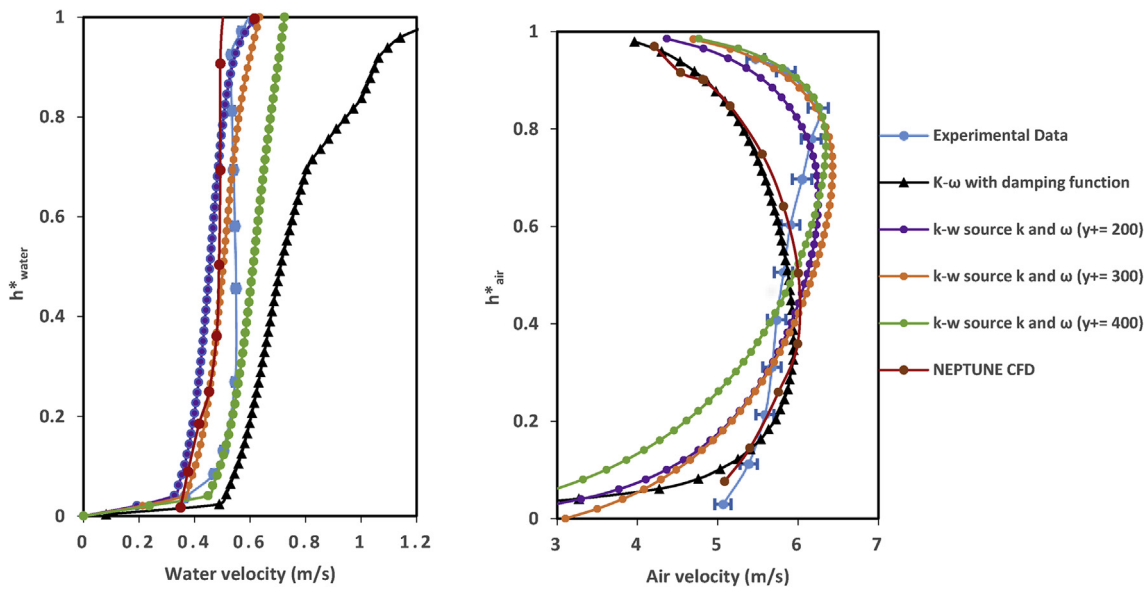 1
0.8
0.6
0.4
0.2
0
h*water
0
0.2
0.4
0.6
0.8
1
1.2
Water velocity (m/s)
1
0.8
0.6
0.4
0.2
0
h*air
3
4
5
6
7
Air velocity (m/s)
Experimental Data
K-ω with damping function
k-w source k and ω (y+= 200)
k-w source k and ω (y+= 300)
k-w source k and ω (y+= 400)
NEPTUNE CFD